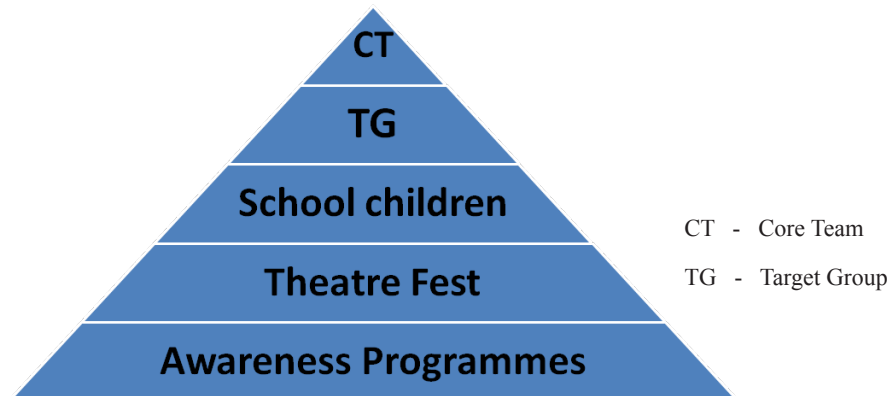 CT
TG
School children
Theatre Fest
Awareness Programmes
CT - Core Team
TG - Target Group